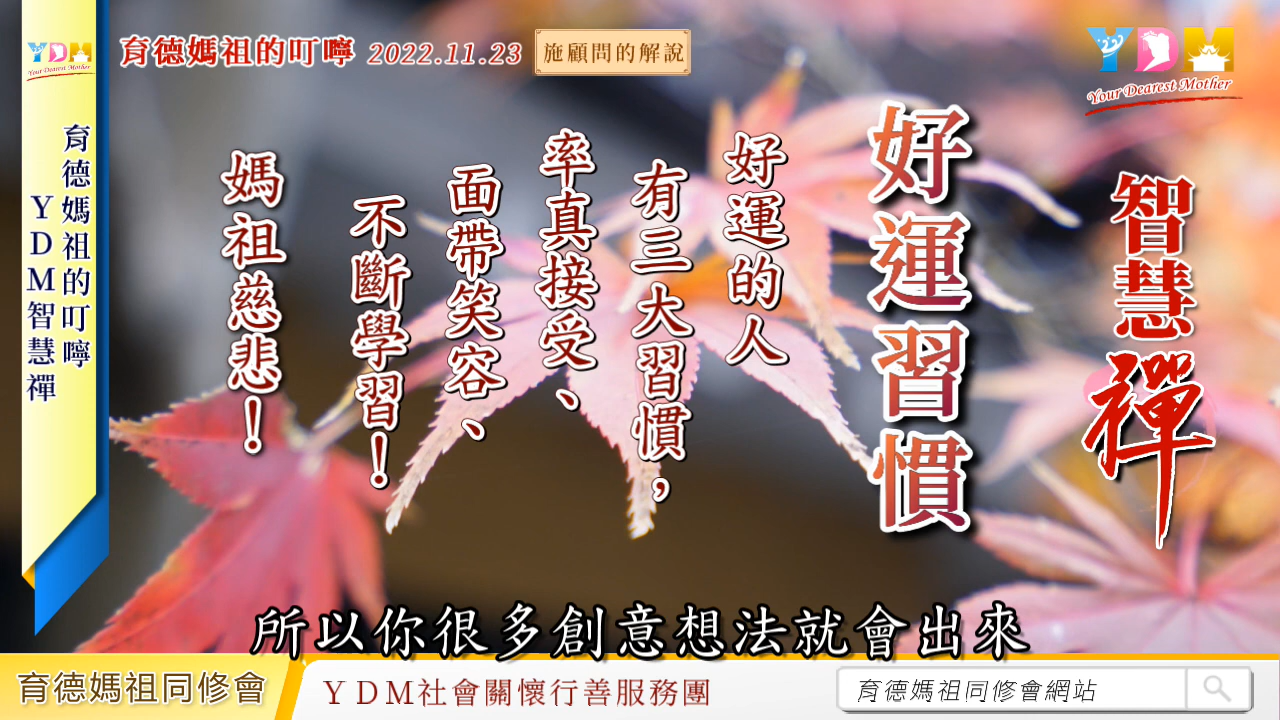 YDM
Your Dearest Mother
育德媽祖的叮嚀
YDM智慧禪
育德媽祖的叮嚀 2022.11.23
施顧問的解說
YDM
Your Dearest Mother
智慧禪
好運習慣
好運的人
有三大習慣，
率真接受、
面帶笑容、
不斷學習！
媽祖慈悲！
所以你很多創意想法就會出來
育德媽祖同修會
YDM社會關懷行善服務團
育德媽祖同修會網站